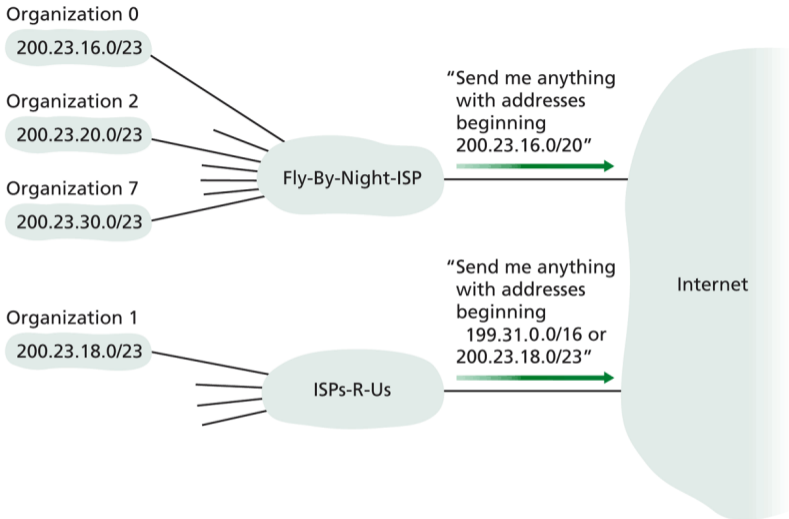 Organization 0
200.23.16.0/23
Organization 2
200.23.20.0/23
Organization 7
200.23.30.0/23
Fly-By-Night-ISP
“Send me anything
with addresses
beginning
200.23.16.0/20”
Organization 1
200.23.18.0/23
ISPs-R-Us
“Send me anything
with addresses
beginning
199.31.0.0/16 or
200.23.18.0/23”
Internet